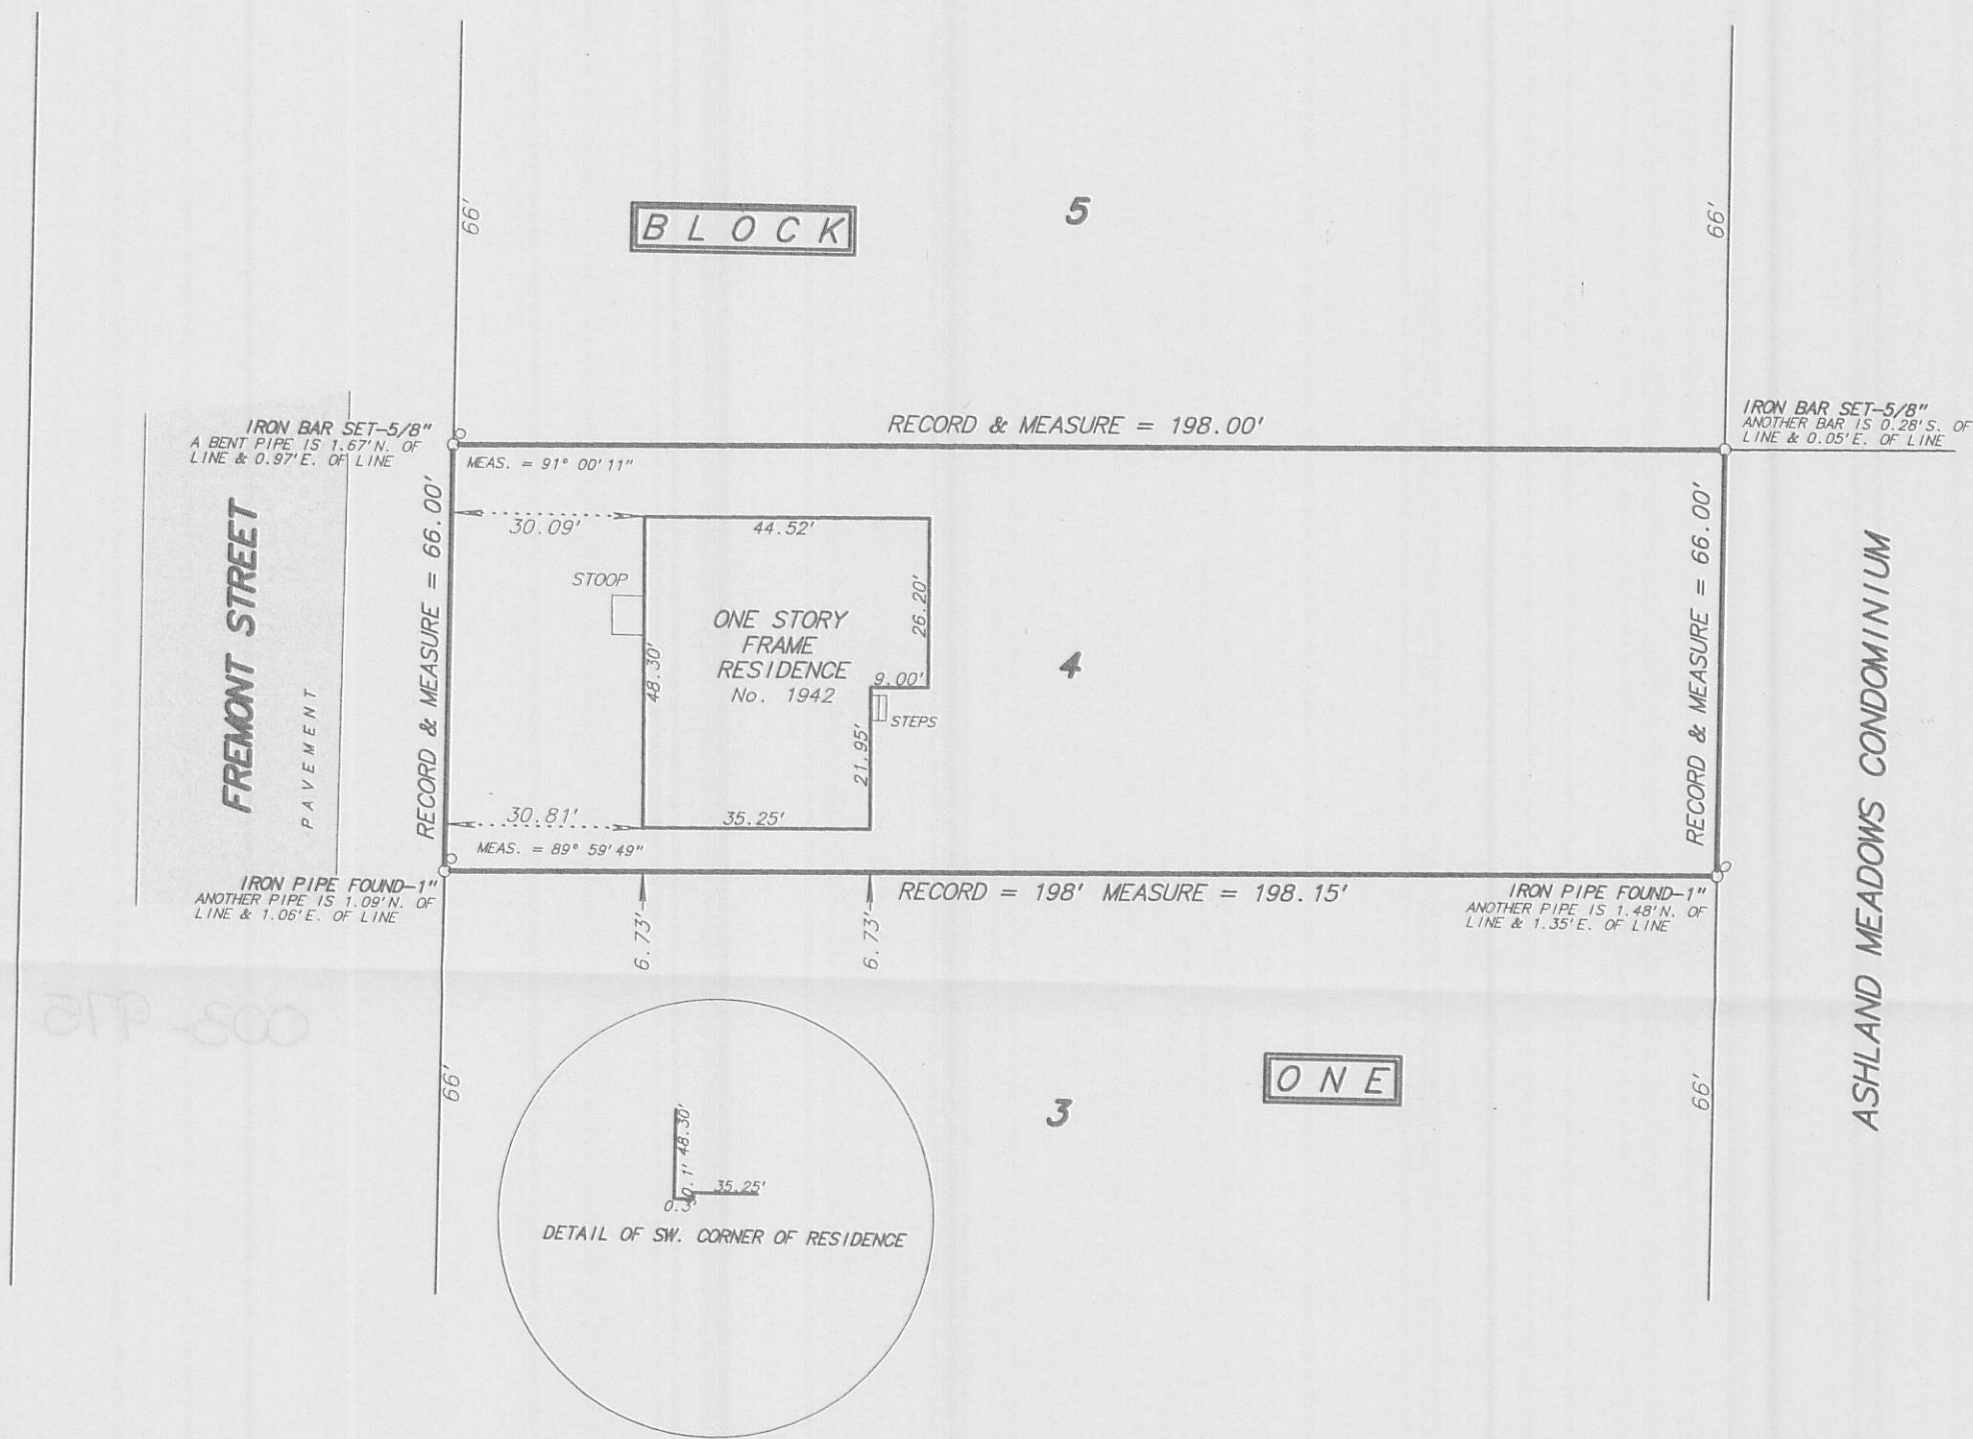 66'
BLOCK
5
66'
IRON BAR SET-5/8"
A BENT PIPE IS 1.67'N. OF
LINE & 0.97'E. OF LINE
RECORD & MEASURE = 198.00'
IRON BAR SET-5/8"
ANOTHER BAR IS 0.28'S. OF
LINE & 0.05'E. OF LINE
MEAS. = 91° 00'11"
30.09'
44.52'
STOOP
26.20'
ONE STORY
FRAME
RESIDENCE
No. 1942
48.30'
9.00'
STEPS
21.95'
4
FREMONT STREET
PAVEMENT
RECORD & MEASURE = 66.00'
RECORD & MEASURE = 66.00'
ASHLAND MEADOWS CONDOMINIUM
30.81'
35.25'
MEAS. = 89° 59'49"
IRON PIPE FOUND-1"
ANOTHER PIPE IS 1.09'N. OF
LINE & 1.06'E. OF LINE
RECORD = 198' MEASURE = 198.15'
IRON PIPE FOUND-1"
ANOTHER PIPE IS 1.48'N. OF
LINE & 1.35'E. OF LINE
6.73'
6.73'
003-975
66'
ONE
3
66'
48.30'
0.1'
35.25'
0.3'
DETAIL OF SW. CORNER OF RESIDENCE